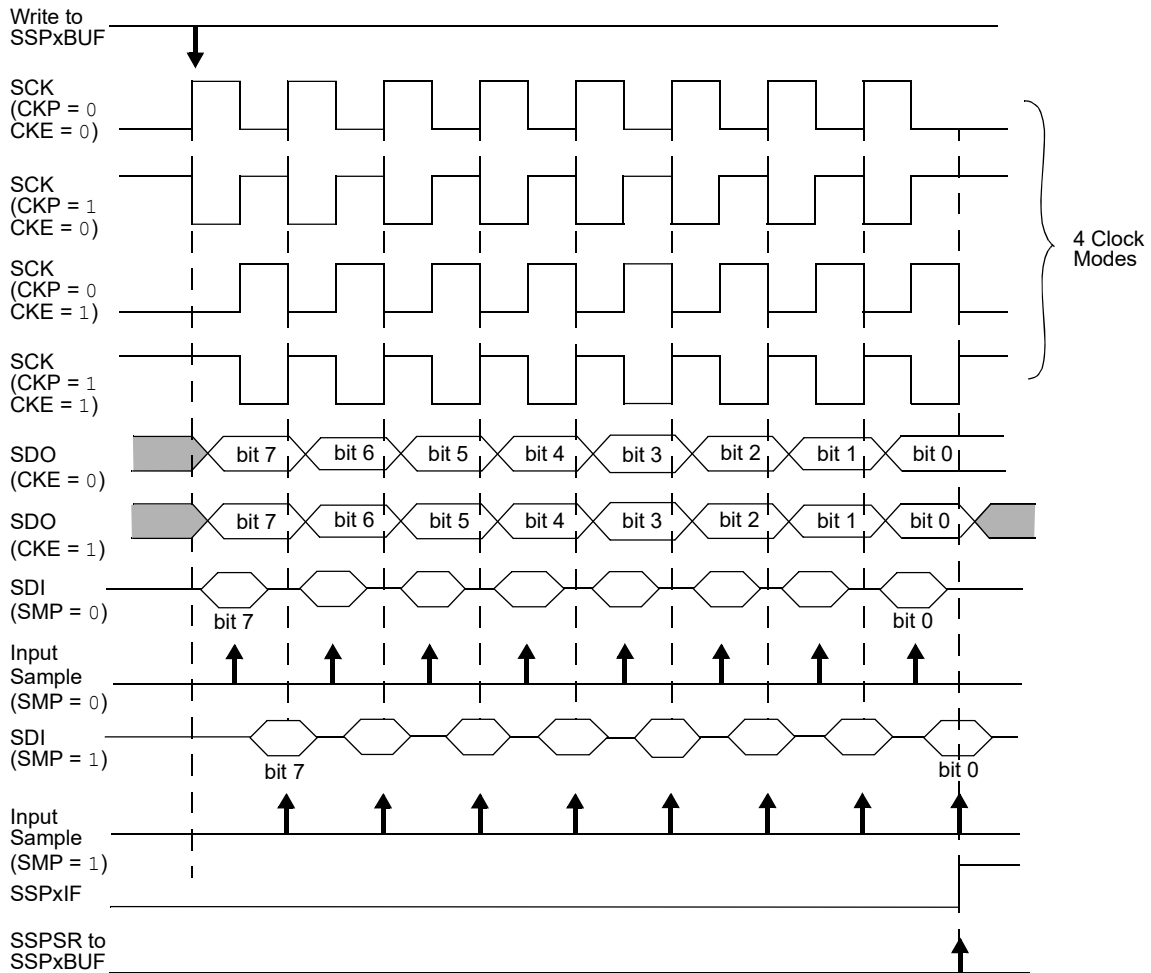 Write to
SSPxBUF
SCK
(CKP = 0
CKE = 0)
SCK
(CKP = 1
CKE = 0)
4 Clock
Modes
SCK
(CKP = 0
CKE = 1)
SCK
(CKP = 1
CKE = 1)
SDO
(CKE = 0)
bit 7 bit 6 bit 5 bit 4 bit 3 bit 2 bit 1 bit 0
SDO
(CKE = 1)
bit 7 bit 6 bit 5 bit 4 bit 3 bit 2 bit 1 bit 0
SDI
(SMP = 0)
bit 7 bit 0
Input
Sample
(SMP = 0)
SDI
(SMP = 1)
bit 7 bit 0
Input
Sample
(SMP = 1)
SSPxIF
SSPSR to
SSPxBUF